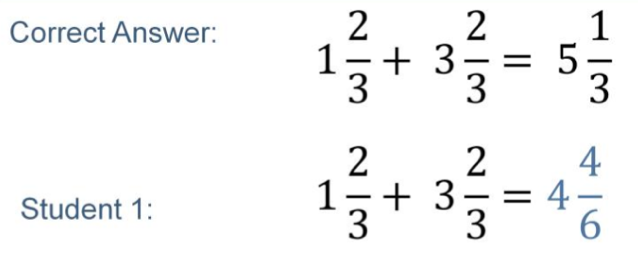 Correct Answer: 1 2/3 + 3 2/3 = 5 1/3
Student 1: 1 2/3 + 3 2/3 = 4 4/6